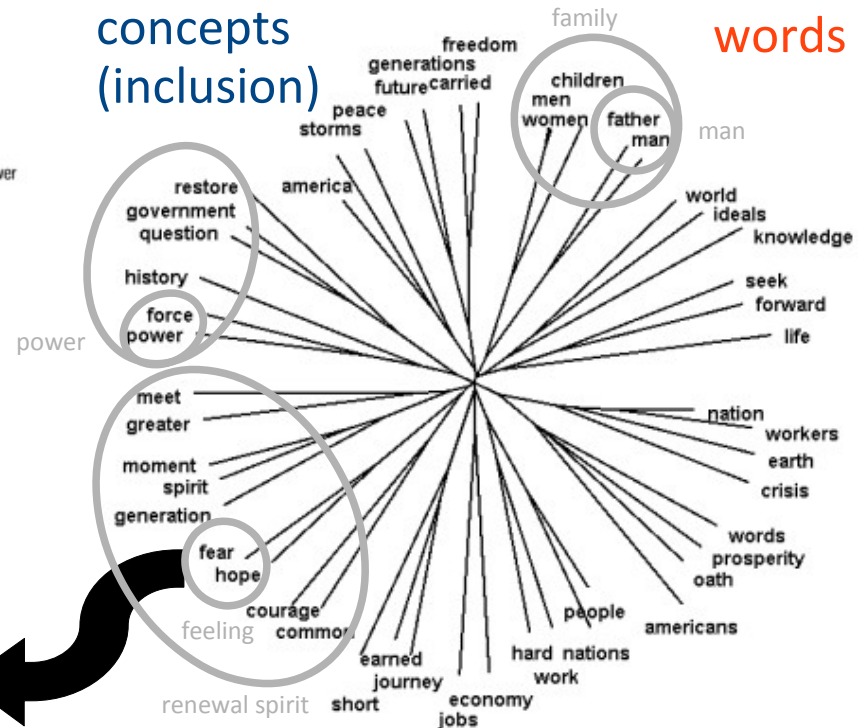 concepts
(inclusion)
words
family
freedom
generations
future carried
peace
storms
america
children
men
women
father
man
man
restore
government
question
history
force
power
power
world
ideals
knowledge
seek
forward
life
meet
greater
moment
spirit
generation
fear
hope
courage
common
feeling
renewal spirit
nation
workers
earth
crisis
words
prosperity
oath
americans
people
hard nations
work
earned
journey
short
economy
jobs